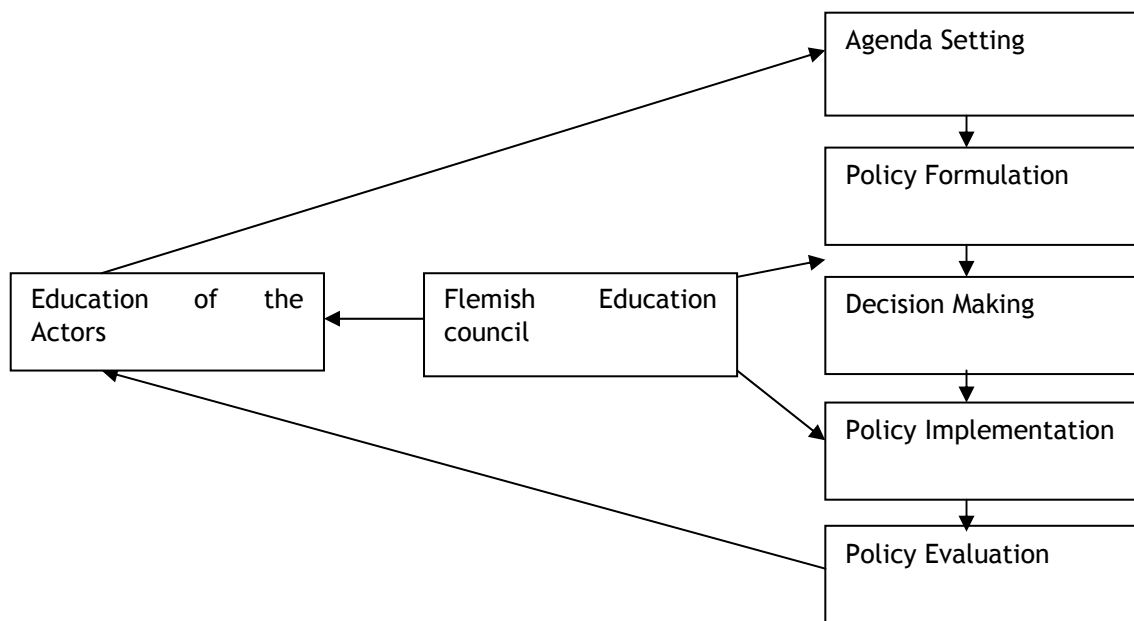 Agenda Setting
Policy Formulation
Education of the
Actors
Flemish Education
council
Decision Making
Policy Implementation
Policy Evaluation